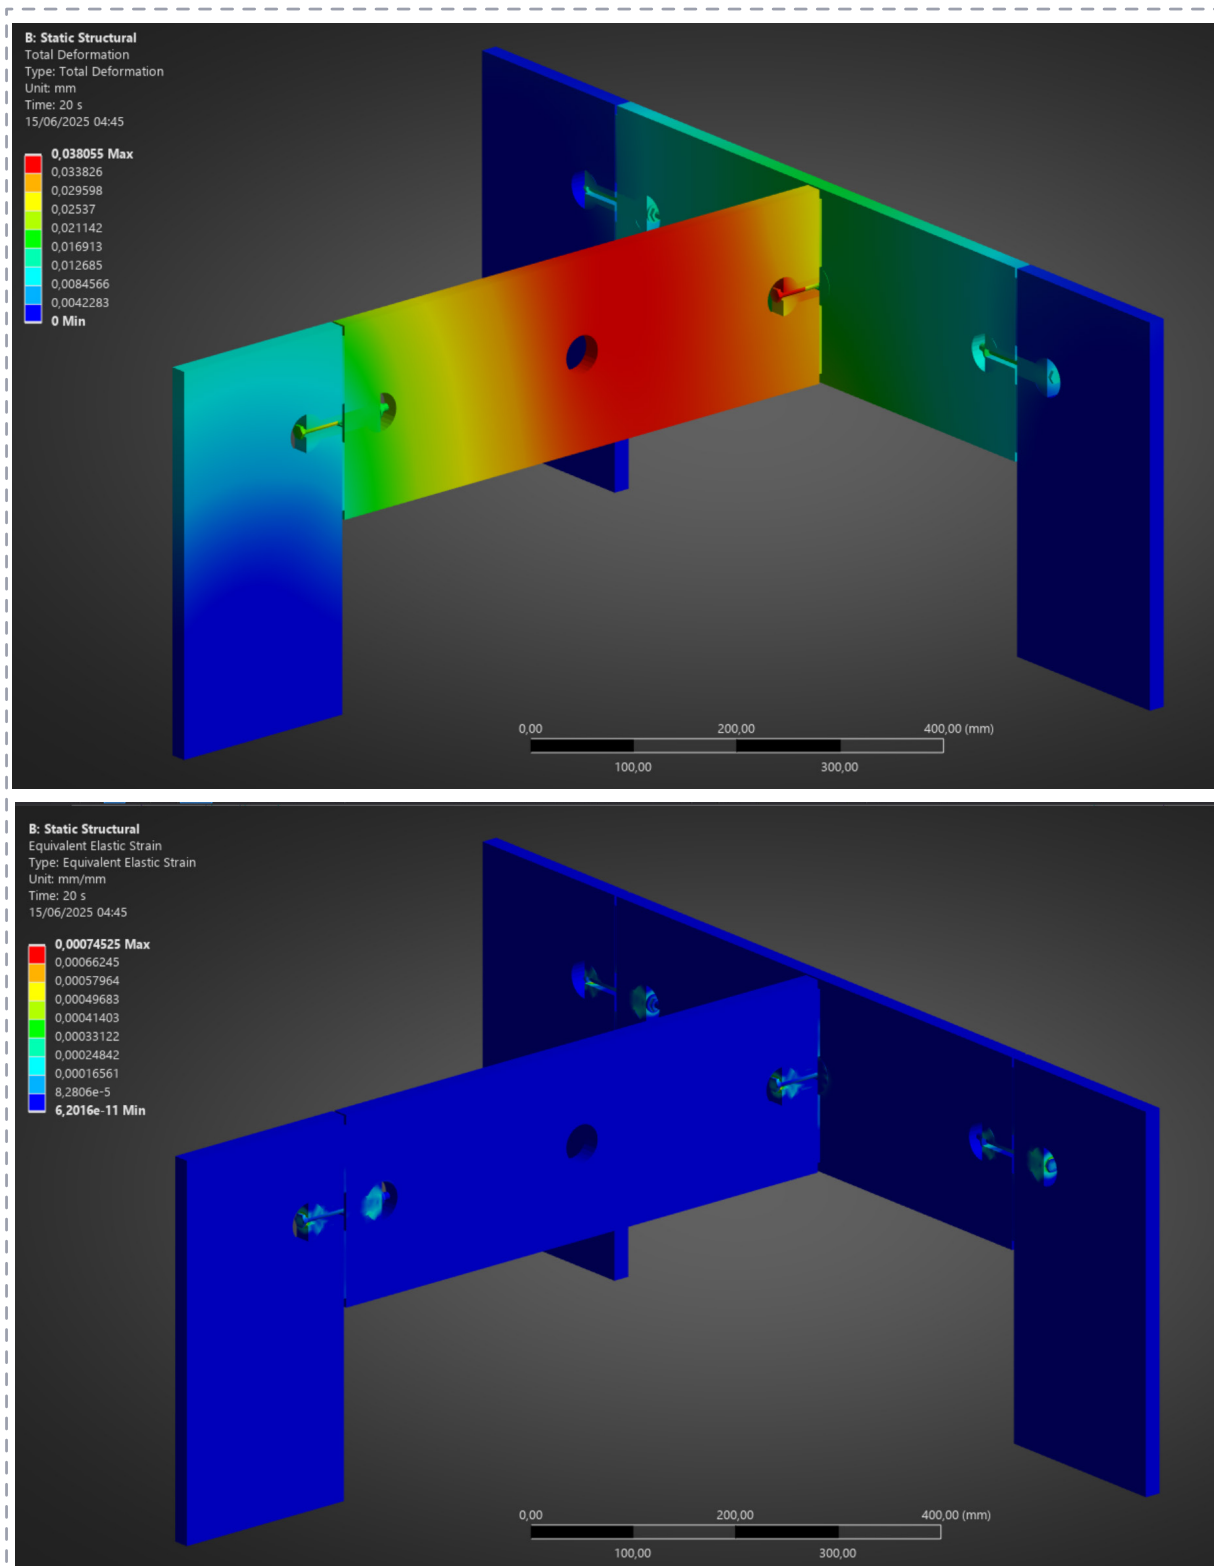 B: Static Structural
Total Deformation
Type: Total Deformation
Unit: mm
Time: 20 s
15/06/2025 04:45
0,038055 Max
0,033826
0,029598
0,02537
0,021142
0,016913
0,012685
0,0084566
0,0042283
0 Min
0,00 200,00 400,00 (mm)
100,00 300,00
B: Static Structural
Equivalent Elastic Strain
Type: Equivalent Elastic Strain
Unit: mm/mm
Time: 20 s
15/06/2025 04:45
0,00074525 Max
0,00066245
0,00057964
0,00049683
0,00041403
0,00033122
0,00024842
0,00016561
8,2806e-5
6,2016e-11 Min
0,00 200,00 400,00 (mm)
100,00 300,00